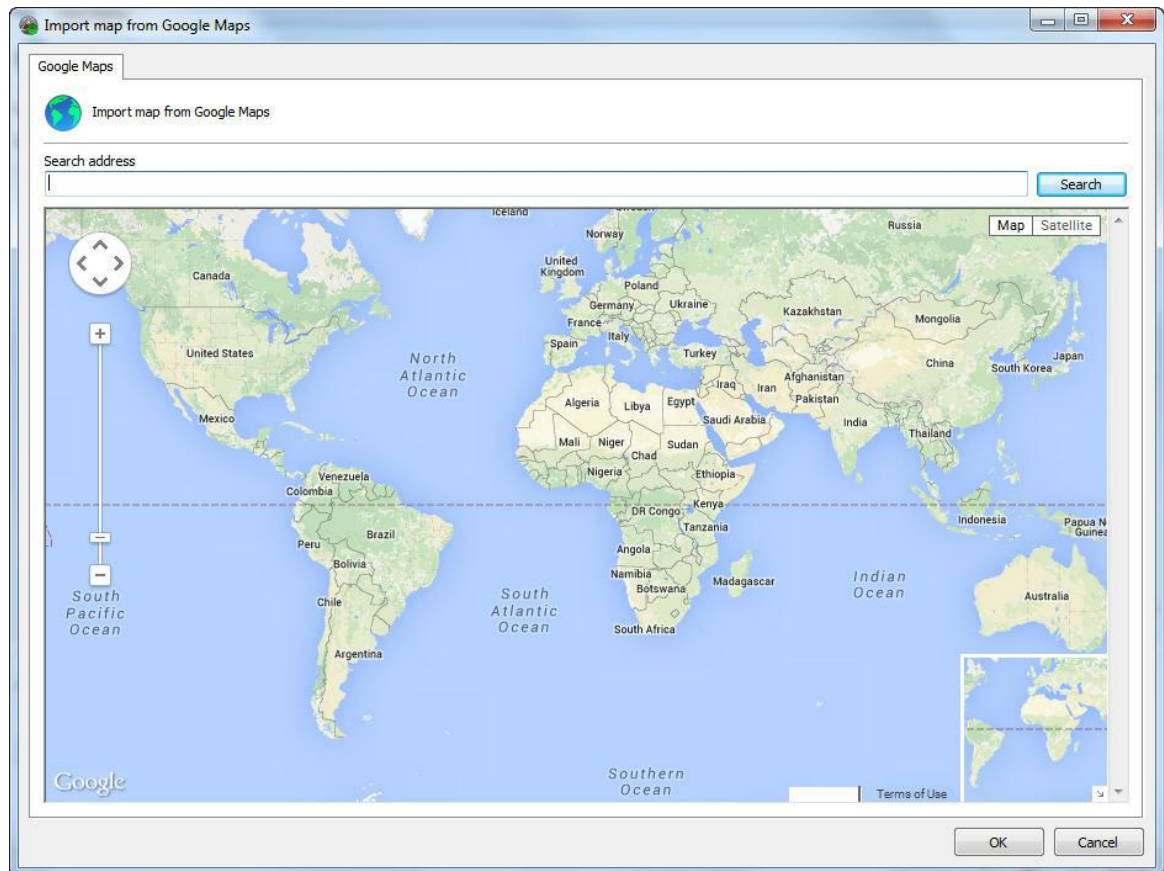 Import map from Google Maps
Google Maps
Import map from Google Maps
Search address
Search
Map Satellite
Iceland
Norway
Russia
Canada
United
Kingdom
Poland
Germany
Ukraine
Kazakhstan
Mongolia
France
Italy
Spain
Turkey
United States
North
Atlantic
Ocean
China
Japan
South Korea
Iraq
Iran
Afghanistan
Pakistan
Algeria
Libya
Egypt
Saudi Arabia
India
Mexico
Thailand
Mali
Niger
Chad
Sudan
Nigeria
Ethiopia
Venezuela
Colombia
DR Congo
Kenya
Tanzania
Indonesia
Papua N
Guinea
Brazil
Peru
Angola
Bolivia
Namibia
Botswana
Madagascar
Indian
Ocean
South
Pacific
Ocean
Chile
South
Atlantic
Ocean
Australia
South Africa
Argentina
Southern
Ocean
Google
Terms of Use
OK
Cancel